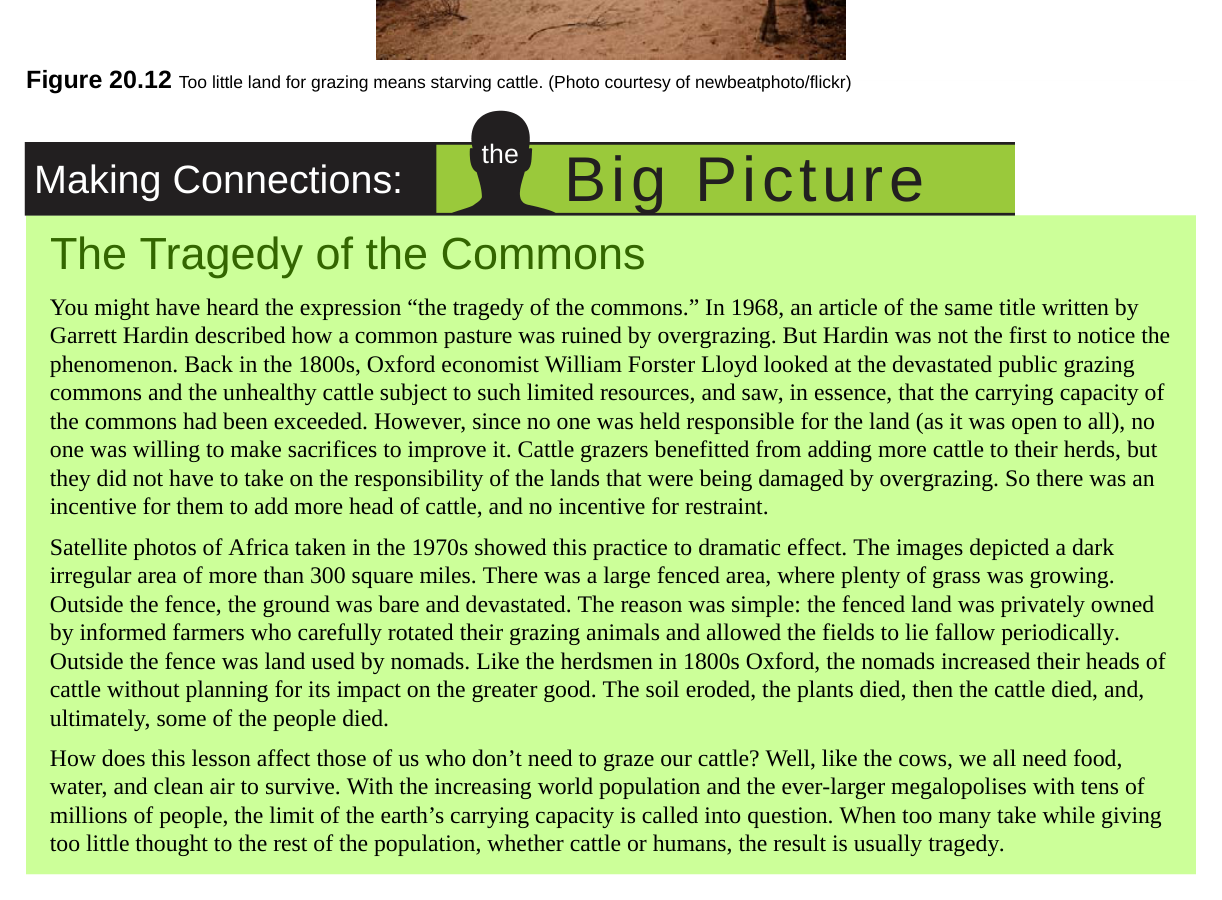 Figure 20.12 Too little land for grazing means starving cattle. (Photo courtesy of newbeatphoto/flickr)
Making Connections: the Big Picture
The Tragedy of the Commons
You might have heard the expression “the tragedy of the commons.” In 1968, an article of the same title written by
Garrett Hardin described how a common pasture was ruined by overgrazing. But Hardin was not the first to notice the
phenomenon. Back in the 1800s, Oxford economist William Forster Lloyd looked at the devastated public grazing
commons and the unhealthy cattle subject to such limited resources, and saw, in essence, that the carrying capacity of
the commons had been exceeded. However, since no one was held responsible for the land (as it was open to all), no
one was willing to make sacrifices to improve it. Cattle grazers benefitted from adding more cattle to their herds, but
they did not have to take on the responsibility of the lands that were being damaged by overgrazing. So there was an
incentive for them to add more head of cattle, and no incentive for restraint.
Satellite photos of Africa taken in the 1970s showed this practice to dramatic effect. The images depicted a dark
irregular area of more than 300 square miles. There was a large fenced area, where plenty of grass was growing.
Outside the fence, the ground was bare and devastated. The reason was simple: the fenced land was privately owned
by informed farmers who carefully rotated their grazing animals and allowed the fields to lie fallow periodically.
Outside the fence was land used by nomads. Like the herdsmen in 1800s Oxford, the nomads increased their heads of
cattle without planning for its impact on the greater good. The soil eroded, the plants died, then the cattle died, and,
ultimately, some of the people died.
How does this lesson affect those of us who don’t need to graze our cattle? Well, like the cows, we all need food,
water, and clean air to survive. With the increasing world population and the ever-larger megalopolises with tens of
millions of people, the limit of the earth’s carrying capacity is called into question. When too many take while giving
too little thought to the rest of the population, whether cattle or humans, the result is usually tragedy.